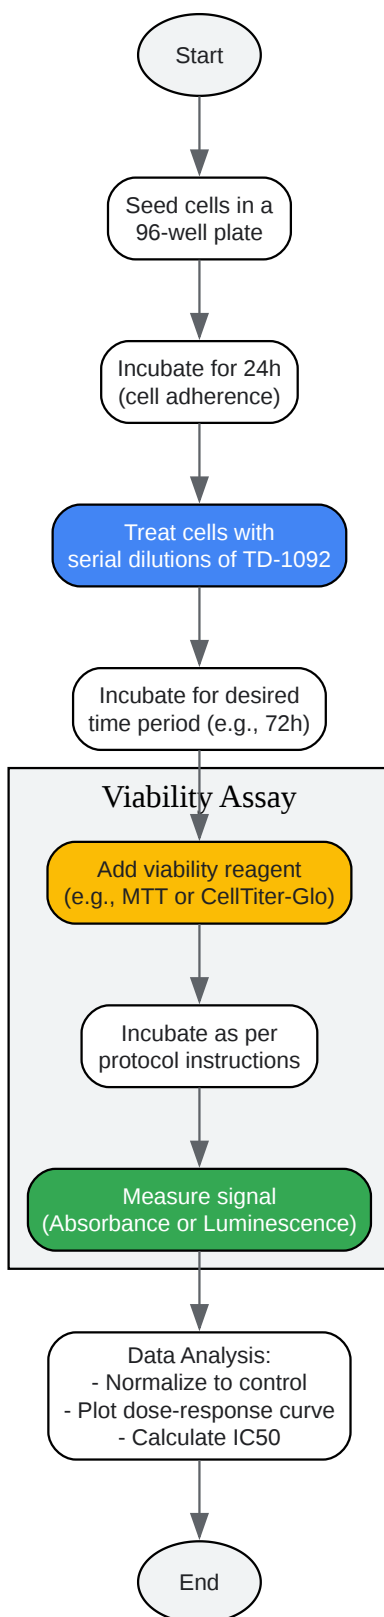 Start
Seed cells in a
96-well plate
Incubate for 24h
(cell adherence)
Treat cells with
serial dilutions of TD-1092
Incubate for desired
time period (e.g., 72h)
Viability Assay
Add viability reagent
(e.g., MTT or CellTiter-Glo)
Incubate as per
protocol instructions
Measure signal
(Absorbance or Luminescence)
Data Analysis:
- Normalize to control
- Plot dose-response curve
- Calculate IC50
End